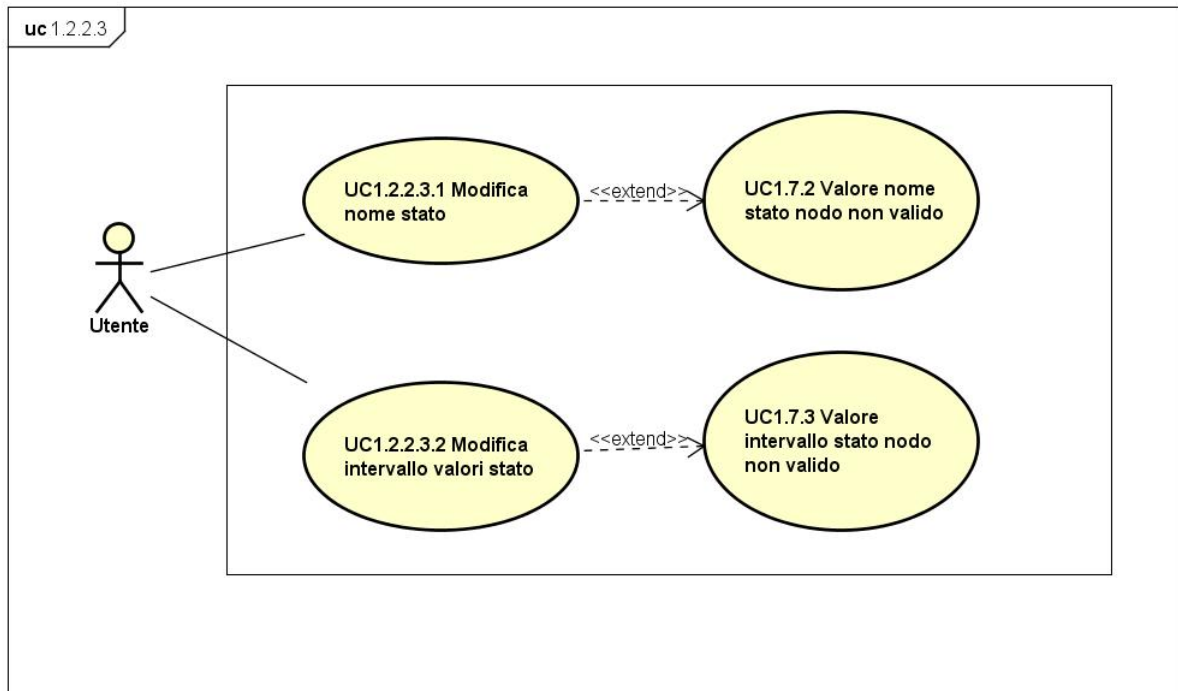 uc 1.2.2.3
UC1.2.2.3.1 Modifica
nome stato
<<extend>>
UC1.7.2 Valore nome
stato nodo non valido
Utente
UC1.2.2.3.2 Modifica
intervallo valori stato
<<extend>>
UC1.7.3 Valore
intervallo stato nodo
non valido